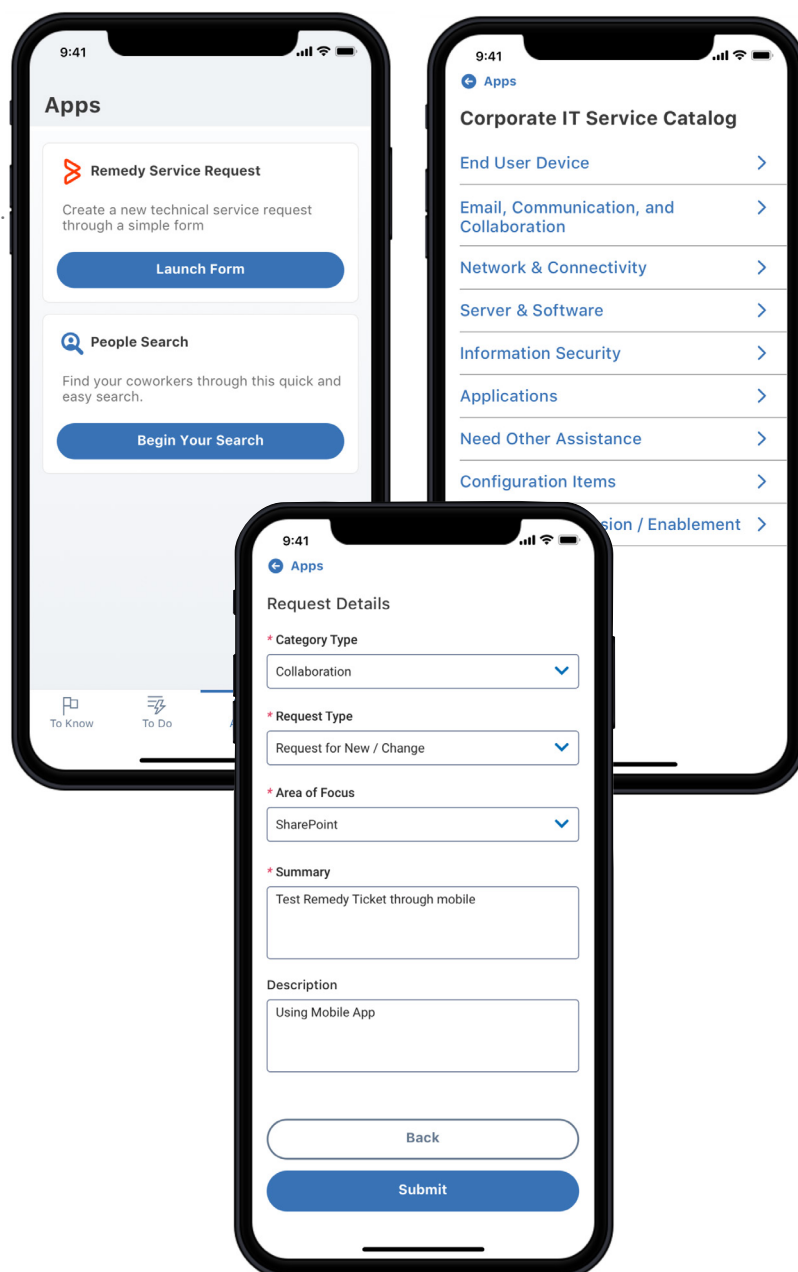 9:41
Apps
Remedy Service Request
Create a new technical service request
through a simple form
Launch Form
People Search
Find your coworkers through this quick and
easy search.
Begin Your Search
To Know
To Do
9:41
Apps
Corporate IT Service Catalog
End User Device
Email, Communication, and
Collaboration
Network & Connectivity
Server & Software
Information Security
Applications
Need Other Assistance
Configuration Items
sion / Enablement
9:41
Apps
Request Details
* Category Type
Collaboration
* Request Type
Request for New / Change
* Area of Focus
SharePoint
* Summary
Test Remedy Ticket through mobile
Description
Using Mobile App
Back
Submit